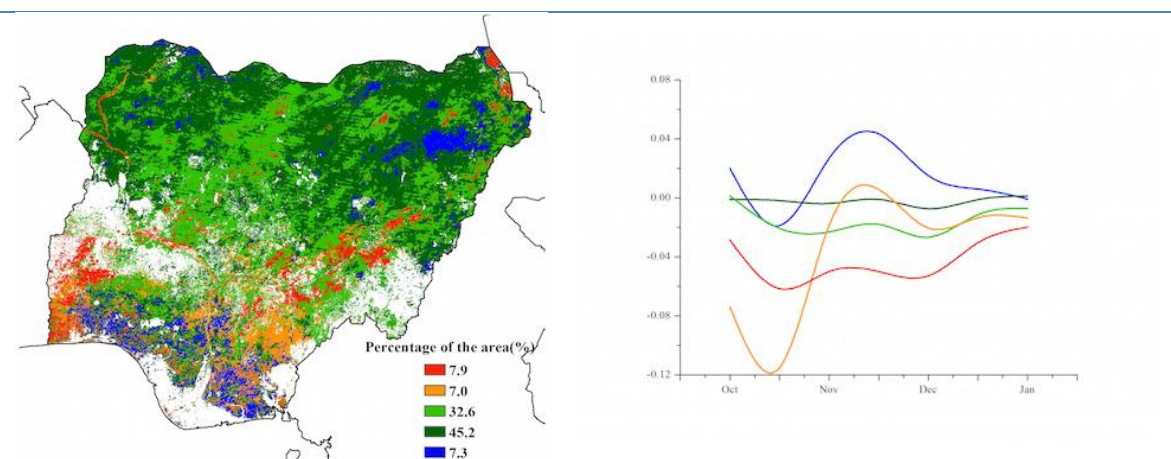 Percentage of the area(%)
7.9
7.0
32.6
45.2
7.3
0.08
0.04
0.00
-0.04
-0.08
-0.12
Oct
Nov
Dec
Jan